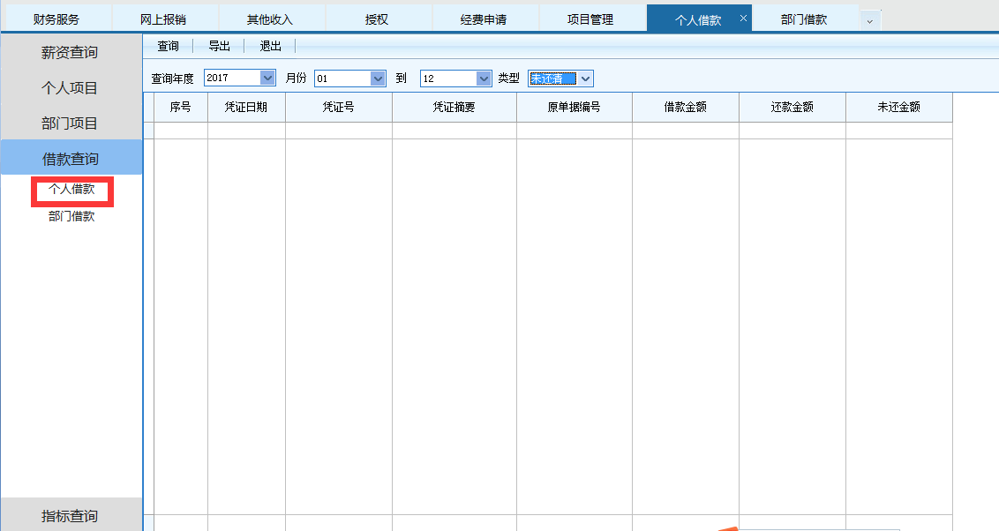 财务服务 网上报销 其他收入 授权 经费申请 项目管理 个人借款 × 部门借款
薪资查询
个人项目
部门项目
借款查询
个人借款
部门借款
指标查询
查询 导出 退出
查询年度 2017 月份 01 到 12 类型 未还清
序号 凭证日期 凭证号 凭证摘要 原单据编号 借款金额 还款金额 未还金额